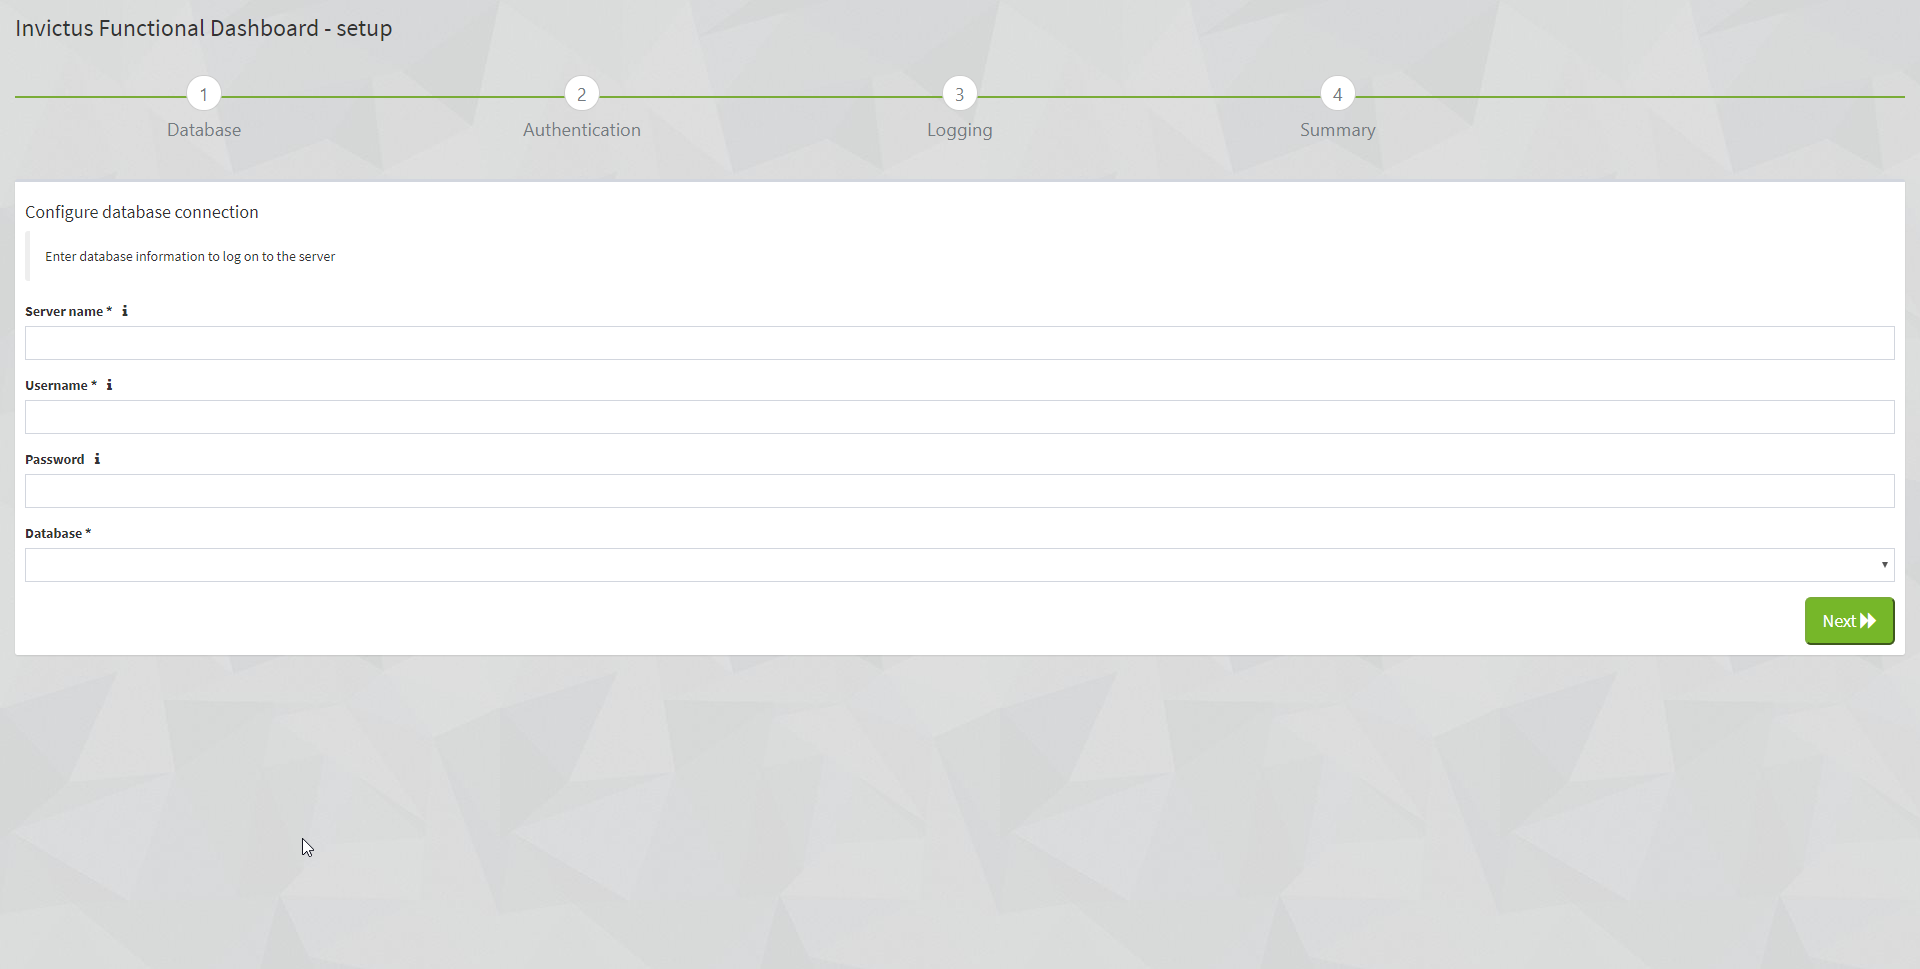 Invictus Functional Dashboard - setup
1
2
3
4
Database
Authentication
Logging
Summary
Configure database connection
Enter database information to log on to the server
Server name *
Username *
Password
Database *
Next